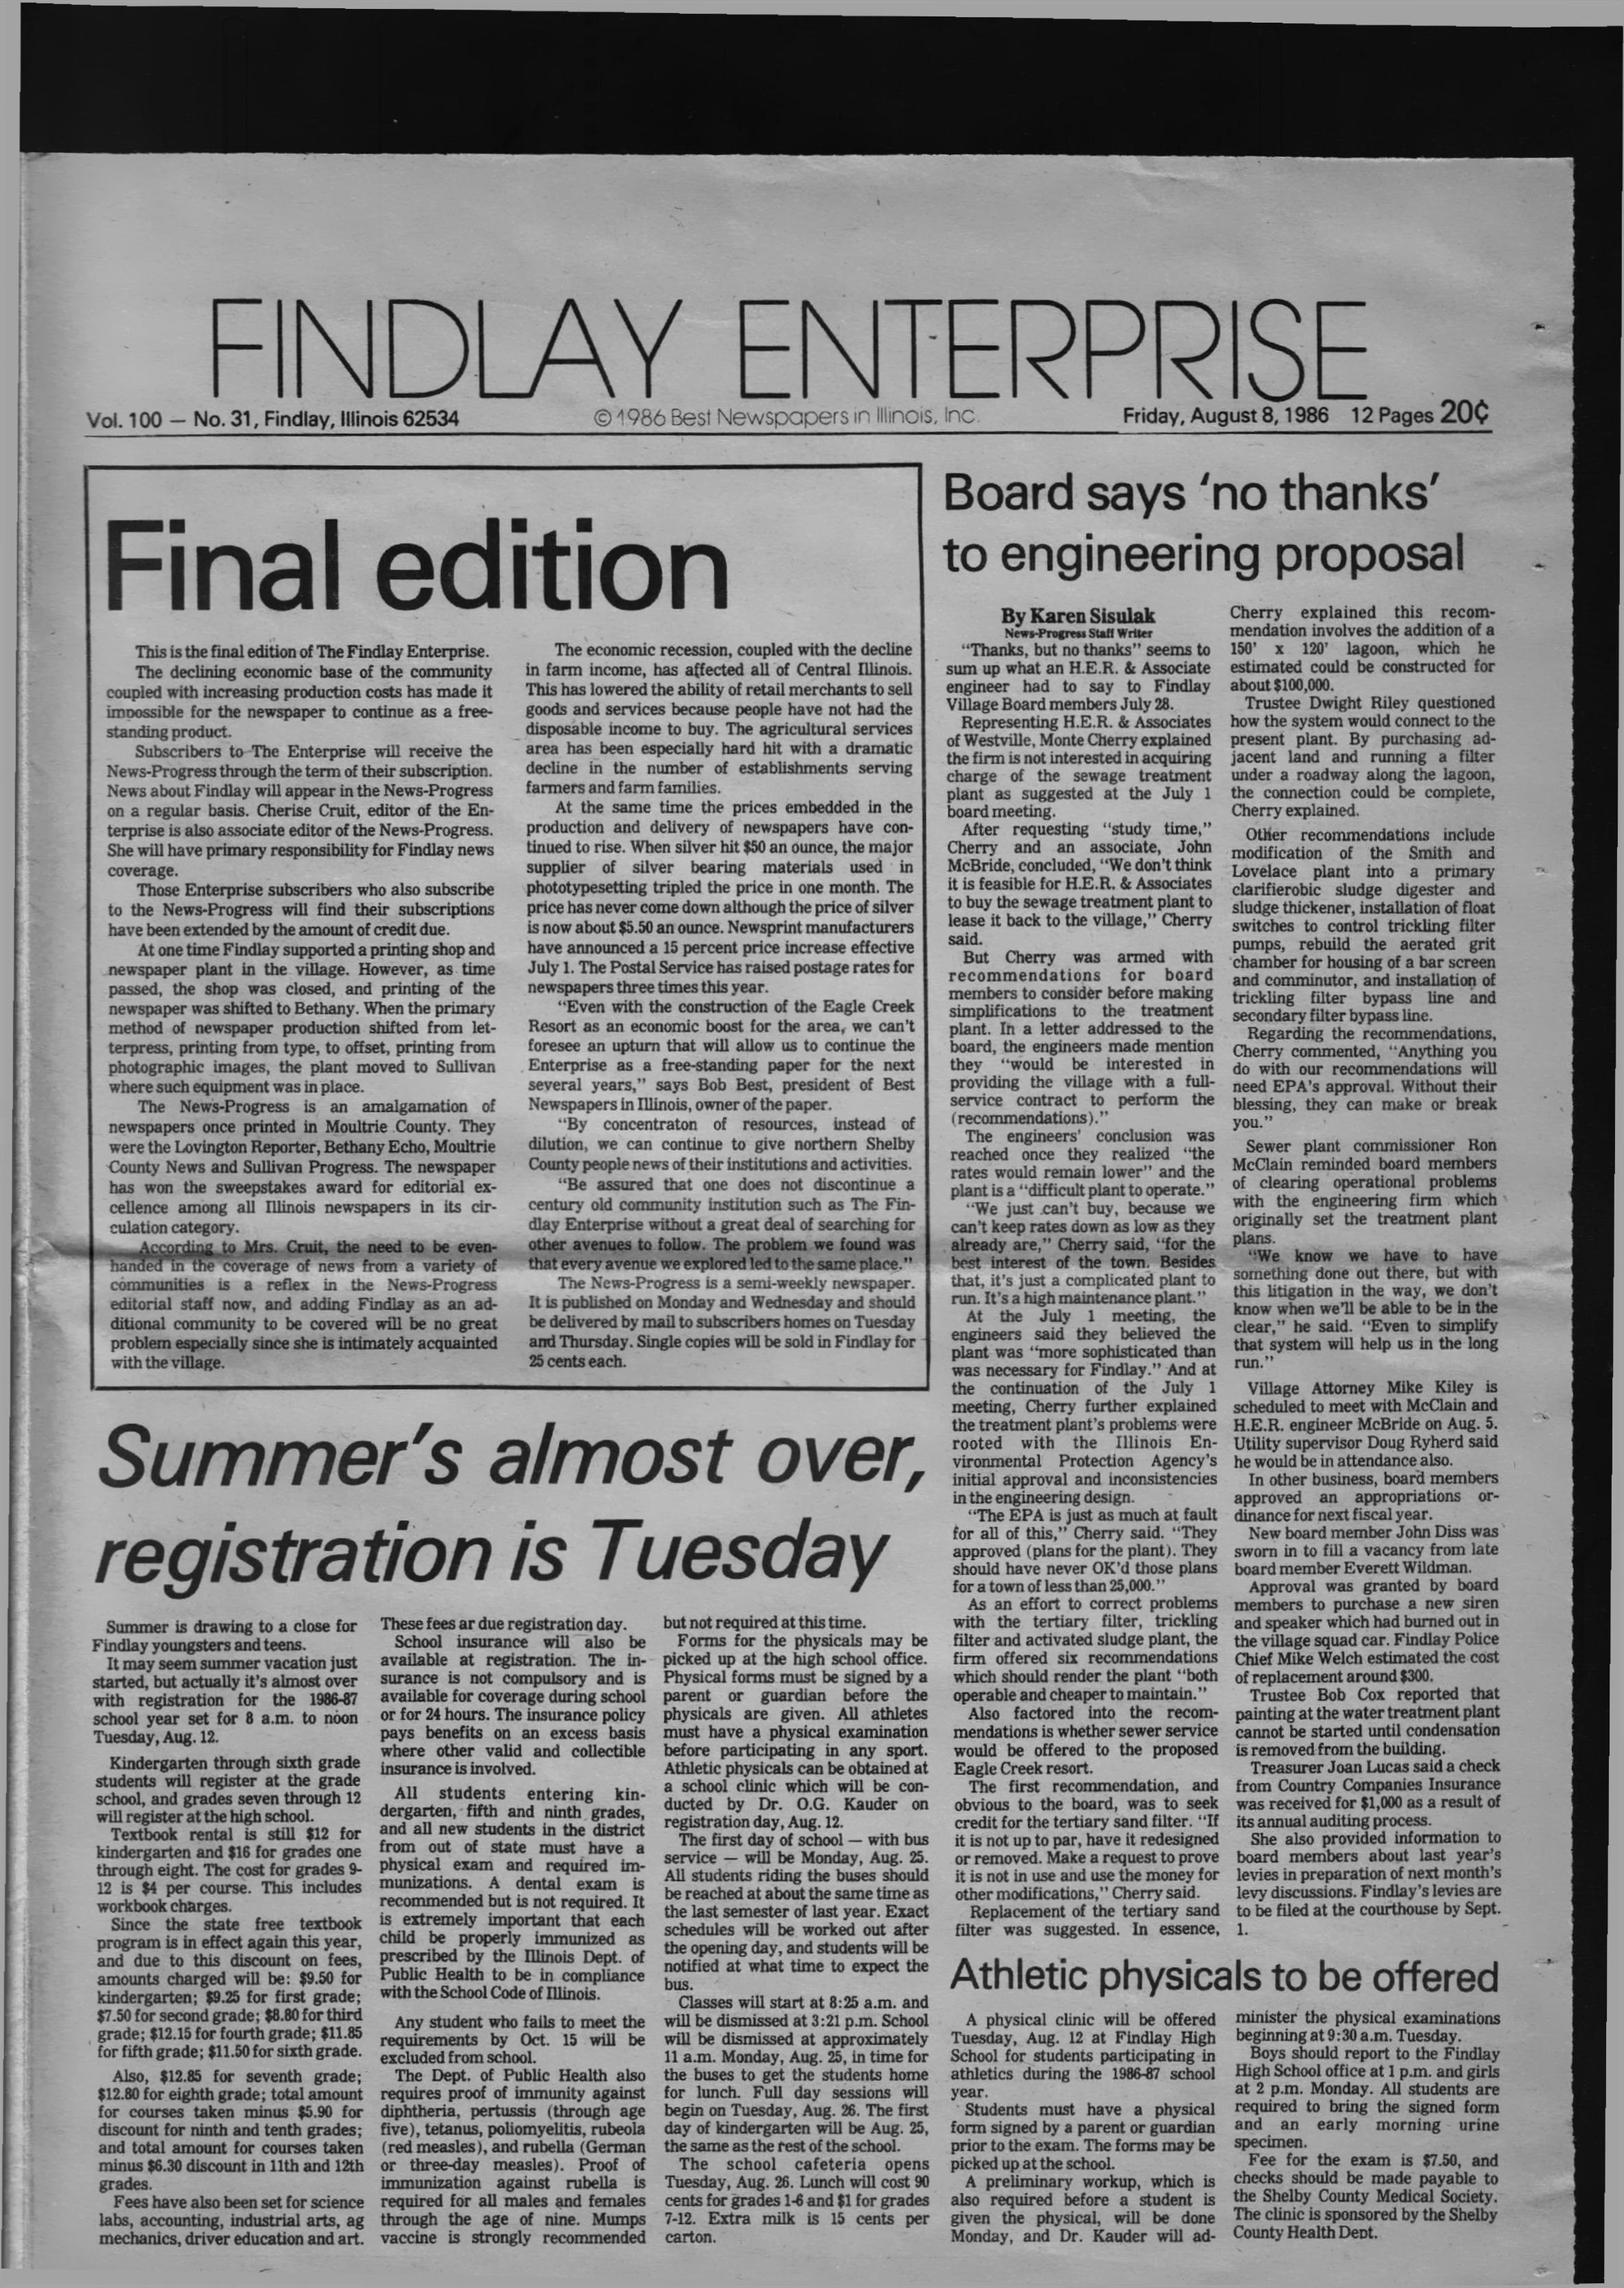 FINDLAY ENTERPRISE
Vol. 100 — No. 31, Findlay, Illinois 62534
© 1986 Best Newspapers in Illinois, Inc.
Friday, August 8, 1986 12 Pages 20¢
Final edition
This is the final edition of The Findlay Enterprise.
The declining economic base of the community
coupled with increasing production costs has made it
impossible for the newspaper to continue as a free-
standing product.
Subscribers to The Enterprise will receive the
News-Progress through the term of their subscription.
News about Findlay will appear in the News-Progress
on a regular basis. Cherise Cruit, editor of the En-
terprise is also associate editor of the News-Progress.
She will have primary responsibility for Findlay news
coverage.
Those Enterprise subscribers who also subscribe
to the News-Progress will find their subscriptions
have been extended by the amount of credit due.
At one time Findlay supported a printing shop and
newspaper plant in the village. However, as time
passed, the shop was closed, and printing of the
newspaper was shifted to Bethany. When the primary
method of newspaper production shifted from let-
terpress, printing from type, to offset, printing from
photographic images, the plant moved to Sullivan
where such equipment was in place.
The News-Progress is an amalgamation of
newspapers once printed in Moultrie County. They
were the Lovington Reporter, Bethany Echo, Moultrie
County News and Sullivan Progress. The newspaper
has won the sweepstakes award for editorial ex-
cellence among all Illinois newspapers in its cir-
culation category.
According to Mrs. Cruit, the need to be even-
handed in the coverage of news from a variety of
communities is a reflex in the News-Progress
editorial staff now, and adding Findlay as an ad-
ditional community to be covered will be no great
problem especially since she is intimately acquainted
with the village.
The economic recession, coupled with the decline
in farm income, has affected all of Central Illinois.
This has lowered the ability of retail merchants to sell
goods and services because people have not had the
disposable income to buy. The agricultural services
area has been especially hard hit with a dramatic
decline in the number of establishments serving
farmers and farm families.
At the same time the prices embedded in the
production and delivery of newspapers have con-
tinued to rise. When silver hit $50 an ounce, the major
supplier of silver bearing materials used in
phototypesetting tripled the price in one month. The
price has never come down although the price of silver
is now about $5.50 an ounce. Newsprint manufacturers
have announced a 15 percent price increase effective
July 1. The Postal Service has raised postage rates for
newspapers three times this year.
"Even with the construction of the Eagle Creek
Resort as an economic boost for the area, we can't
foresee an upturn that will allow us to continue the
Enterprise as a free-standing paper for the next
several years," says Bob Best, president of Best
Newspapers in Illinois, owner of the paper.
"By concentraton of resources, instead of
dilution, we can continue to give northern Shelby
County people news of their institutions and activities.
"Be assured that one does not discontinue a
century old community institution such as The Fin-
dlay Enterprise without a great deal of searching for
other avenues to follow. The problem we found was
that every avenue we explored led to the same place."
The News-Progress is a semi-weekly newspaper.
It is published on Monday and Wednesday and should
be delivered by mail to subscribers homes on Tuesday
and Thursday. Single copies will be sold in Findlay for
25 cents each.
Board says 'no thanks'
to engineering proposal
By Karen Sisulak
News-Progress Staff Writer
"Thanks, but no thanks" seems to
sum up what an H.E.R. & Associate
engineer had to say to Findlay
Village Board members July 28.
Representing H.E.R. & Associates
of Westville, Monte Cherry explained
the firm is not interested in acquiring
charge of the sewage treatment
plant as suggested at the July 1
board meeting.
After requesting "study time,"
Cherry and an associate, John
McBride, concluded, "We don't think
it is feasible for H.E.R. & Associates
to buy the sewage treatment plant to
lease it back to the village," Cherry
said.
But Cherry was armed with
recommendations for board
members to consider before making
simplifications to the treatment
plant. In a letter addressed to the
board, the engineers made mention
they "would be interested in
providing the village with a full-
service contract to perform the
(recommendations)."
The engineers' conclusion was
reached once they realized "the
rates would remain lower" and the
plant is a "difficult plant to operate."
"We just can't buy, because we
can't keep rates down as low as they
already are," Cherry said, "for the
best interest of the town. Besides
that, it's just a complicated plant to
run. It's a high maintenance plant."
At the July 1 meeting, the
engineers said they believed the
plant was "more sophisticated than
was necessary for Findlay." And at
the continuation of the July 1
meeting, Cherry further explained
the treatment plant's problems were
rooted with the Illinois En-
vironmental Protection Agency's
initial approval and inconsistencies
in the engineering design.
"The EPA is just as much at fault
for all of this," Cherry said. "They
approved (plans for the plant). They
should have never OK'd those plans
for a town of less than 25,000."
As an effort to correct problems
with the tertiary filter, trickling
filter and activated sludge plant, the
firm offered six recommendations
which should render the plant "both
operable and cheaper to maintain."
Also factored into the recom-
mendations is whether sewer service
would be offered to the proposed
Eagle Creek resort.
The first recommendation, and
obvious to the board, was to seek
credit for the tertiary sand filter. "If
it is not up to par, have it redesigned
or removed. Make a request to prove
it is not in use and use the money for
other modifications," Cherry said.
Replacement of the tertiary sand
filter was suggested. In essence,
Cherry explained this recom-
mendation involves the addition of a
150' x 120' lagoon, which he
estimated could be constructed for
about $100,000.
Trustee Dwight Riley questioned
how the system would connect to the
present plant. By purchasing ad-
jacent land and running a filter
under a roadway along the lagoon,
the connection could be complete,
Cherry explained.
Other recommendations include
modification of the Smith and
Lovelace plant into a primary
clarifierobic sludge digester and
sludge thickener, installation of float
switches to control trickling filter
pumps, rebuild the aerated grit
chamber for housing of a bar screen
and comminutor, and installation of
trickling filter bypass line and
secondary filter bypass line.
Regarding the recommendations,
Cherry commented, "Anything you
do with our recommendations will
need EPA's approval. Without their
blessing, they can make or break
you."
Sewer plant commissioner Ron
McClain reminded board members
of clearing operational problems
with the engineering firm which
originally set the treatment plant
plans.
"We know we have to have
something done out there, but with
this litigation in the way, we don't
know when we'll be able to be in the
clear," he said. "Even to simplify
that system will help us in the long
run."
Village Attorney Mike Kiley is
scheduled to meet with McClain and
H.E.R. engineer McBride on Aug. 5.
Utility supervisor Doug Ryherd said
he would be in attendance also.
In other business, board members
approved an appropriations or-
dinance for next fiscal year.
New board member John Diss was
sworn in to fill a vacancy from late
board member Everett Wildman.
Approval was granted by board
members to purchase a new siren
and speaker which had burned out in
the village squad car. Findlay Police
Chief Mike Welch estimated the cost
of replacement around $300.
Trustee Bob Cox reported that
painting at the water treatment plant
cannot be started until condensation
is removed from the building.
Treasurer Joan Lucas said a check
from Country Companies Insurance
was received for $1,000 as a result of
its annual auditing process.
She also provided information to
board members about last year's
levies in preparation of next month's
levy discussions. Findlay's levies are
to be filed at the courthouse by Sept.
1.
Summer's almost over,
registration is Tuesday
Summer is drawing to a close for
Findlay youngsters and teens.
It may seem summer vacation just
started, but actually it's almost over
with registration for the 1986-87
school year set for 8 a.m. to noon
Tuesday, Aug. 12.
Kindergarten through sixth grade
students will register at the grade
school, and grades seven through 12
will register at the high school.
Textbook rental is still $12 for
kindergarten and $16 for grades one
through eight. The cost for grades 9-
12 is $4 per course. This includes
workbook charges.
Since the state free textbook
program is in effect again this year,
and due to this discount on fees,
amounts charged will be: $9.50 for
kindergarten; $9.25 for first grade;
$7.50 for second grade; $8.80 for third
grade; $12.15 for fourth grade; $11.85
for fifth grade; $11.50 for sixth grade.
Also, $12.85 for seventh grade;
$12.80 for eighth grade; total amount
for courses taken minus $5.90 for
discount for ninth and tenth grades;
and total amount for courses taken
minus $6.30 discount in 11th and 12th
grades.
Fees have also been set for science
labs, accounting, industrial arts, ag
mechanics, driver education and art.
These fees ar due registration day.
School insurance will also be
available at registration. The in-
surance is not compulsory and is
available for coverage during school
or for 24 hours. The insurance policy
pays benefits on an excess basis
where other valid and collectible
insurance is involved.
All students entering kin-
dergarten, fifth and ninth grades,
and all new students in the district
from out of state must have a
physical exam and required im-
munizations. A dental exam is
recommended but is not required. It
is extremely important that each
child be properly immunized as
prescribed by the Illinois Dept. of
Public Health to be in compliance
with the School Code of Illinois.
Any student who fails to meet the
requirements by Oct. 15 will be
excluded from school.
The Dept. of Public Health also
requires proof of immunity against
diphtheria, pertussis (through age
five), tetanus, poliomyelitis, rubeola
(red measles), and rubella (German
or three-day measles). Proof of
immunization against rubella is
required for all males and females
through the age of nine. Mumps
vaccine is strongly recommended
but not required at this time.
Forms for the physicals may be
picked up at the high school office.
Physical forms must be signed by a
parent or guardian before the
physicals are given. All athletes
must have a physical examination
before participating in any sport.
Athletic physicals can be obtained at
a school clinic which will be con-
ducted by Dr. O.G. Kauder on
registration day, Aug. 12.
The first day of school — with bus
service — will be Monday, Aug. 25.
All students riding the buses should
be reached at about the same time as
the last semester of last year. Exact
schedules will be worked out after
the opening day, and students will be
notified at what time to expect the
bus.
Classes will start at 8:25 a.m. and
will be dismissed at 3:21 p.m. School
will be dismissed at approximately
11 a.m. Monday, Aug. 25, in time for
the buses to get the students home
for lunch. Full day sessions will
begin on Tuesday, Aug. 26. The first
day of kindergarten will be Aug. 25,
the same as the rest of the school.
The school cafeteria opens
Tuesday, Aug. 26. Lunch will cost 90
cents for grades 1-6 and $1 for grades
7-12. Extra milk is 15 cents per
carton.
Athletic physicals to be offered
A physical clinic will be offered
Tuesday, Aug. 12 at Findlay High
School for students participating in
athletics during the 1986-87 school
year.
Students must have a physical
form signed by a parent or guardian
prior to the exam. The forms may be
picked up at the school.
A preliminary workup, which is
also required before a student is
given the physical, will be done
Monday, and Dr. Kauder will ad-
minister the physical examinations
beginning at 9:30 a.m. Tuesday.
Boys should report to the Findlay
High School office at 1 p.m. and girls
at 2 p.m. Monday. All students are
required to bring the signed form
and an early morning urine
specimen.
Fee for the exam is $7.50, and
checks should be made payable to
the Shelby County Medical Society.
The clinic is sponsored by the Shelby
County Health Dept.